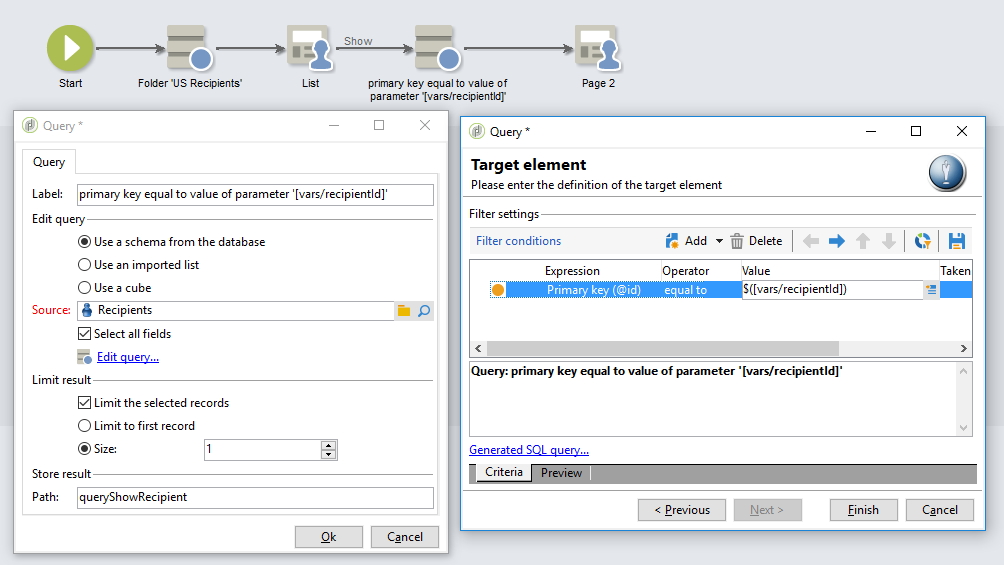 Show
Start
Folder 'US Recipients'
List
primary key equal to value of
parameter '[vars/recipientId]'
Page 2
Query *
Query
Label:
primary key equal to value of parameter '[vars/recipientId]'
Edit query
Use a schema from the database
Use an imported list
Use a cube
Source:
Recipients
Select all fields
Edit query...
Limit result
Limit the selected records
Limit to first record
Size:
1
Store result
Path:
queryShowRecipient
Ok
Cancel
Query *
Target element
Please enter the definition of the target element
Filter settings
Filter conditions
Add
Delete
Expression
Operator
Value
Taken
Primary key (@id)
equal to
$([vars/recipientId])
Query: primary key equal to value of parameter '[vars/recipientId]'
Generated SQL query...
Criteria
Preview
< Previous
Next >
Finish
Cancel